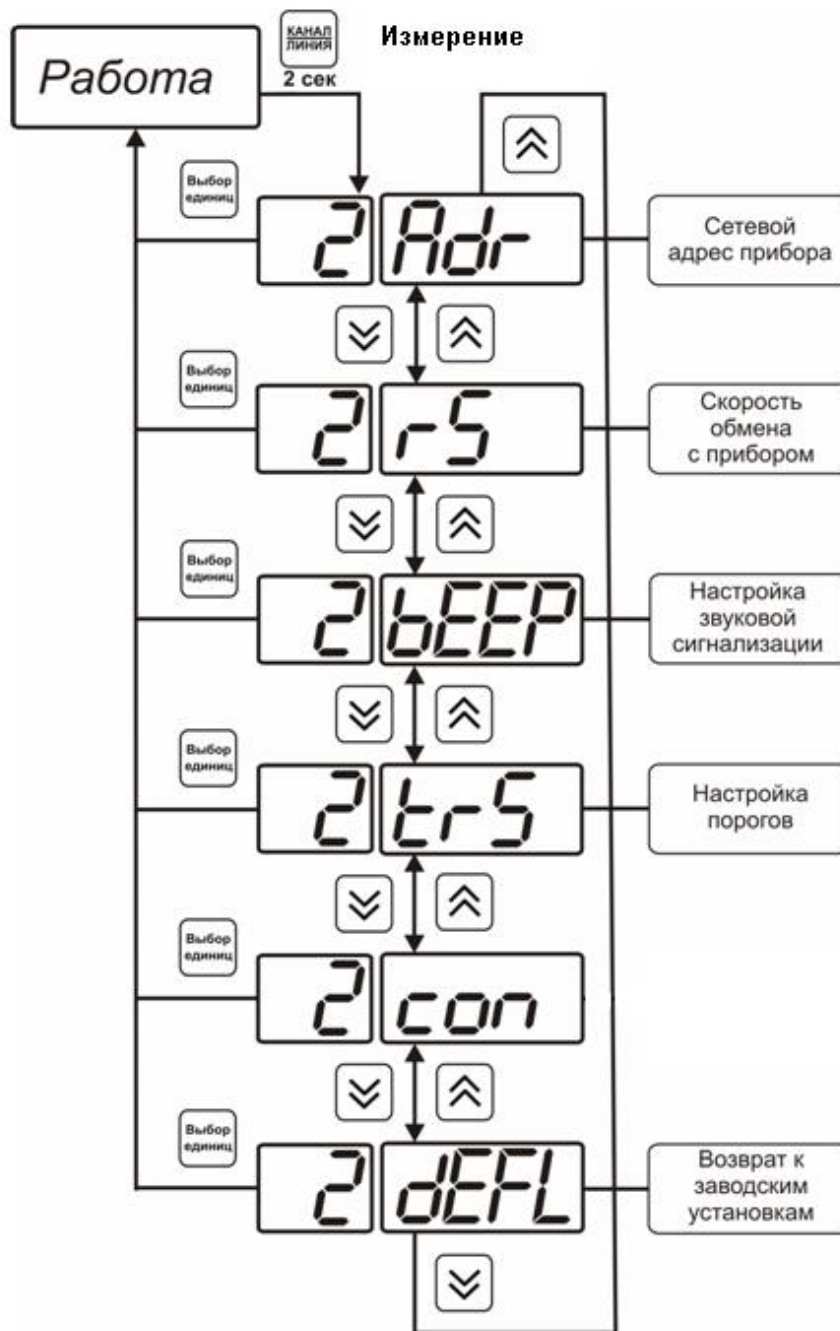 КАНАЛ
ЛИНИЯ
2 сек
Измерение
Работа
Выбор
единиц
2 Adr
Сетевой
адрес прибора
Выбор
единиц
2 rS
Скорость
обмена
с прибором
Выбор
единиц
2 bEEP
Настройка
звуковой
сигнализации
Выбор
единиц
2 trS
Настройка
порогов
Выбор
единиц
2 con
Выбор
единиц
2 dEFL
Возврат к
заводским
установкам